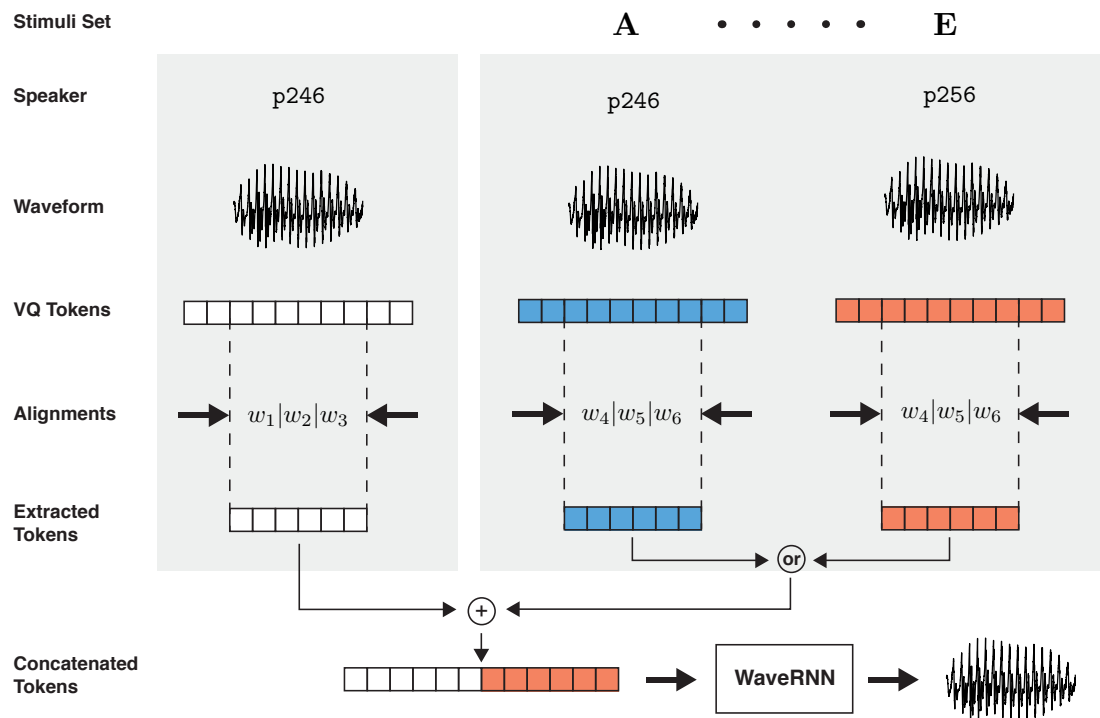 Stimuli Set A • • • • • E
Speaker p246 p246 p256
Waveform
VQ Tokens
Alignments w₁|w₂|w₃ w₄|w₅|w₆ w₄|w₅|w₆
Extracted
Tokens
or
+
Concatenated
Tokens
WaveRNN